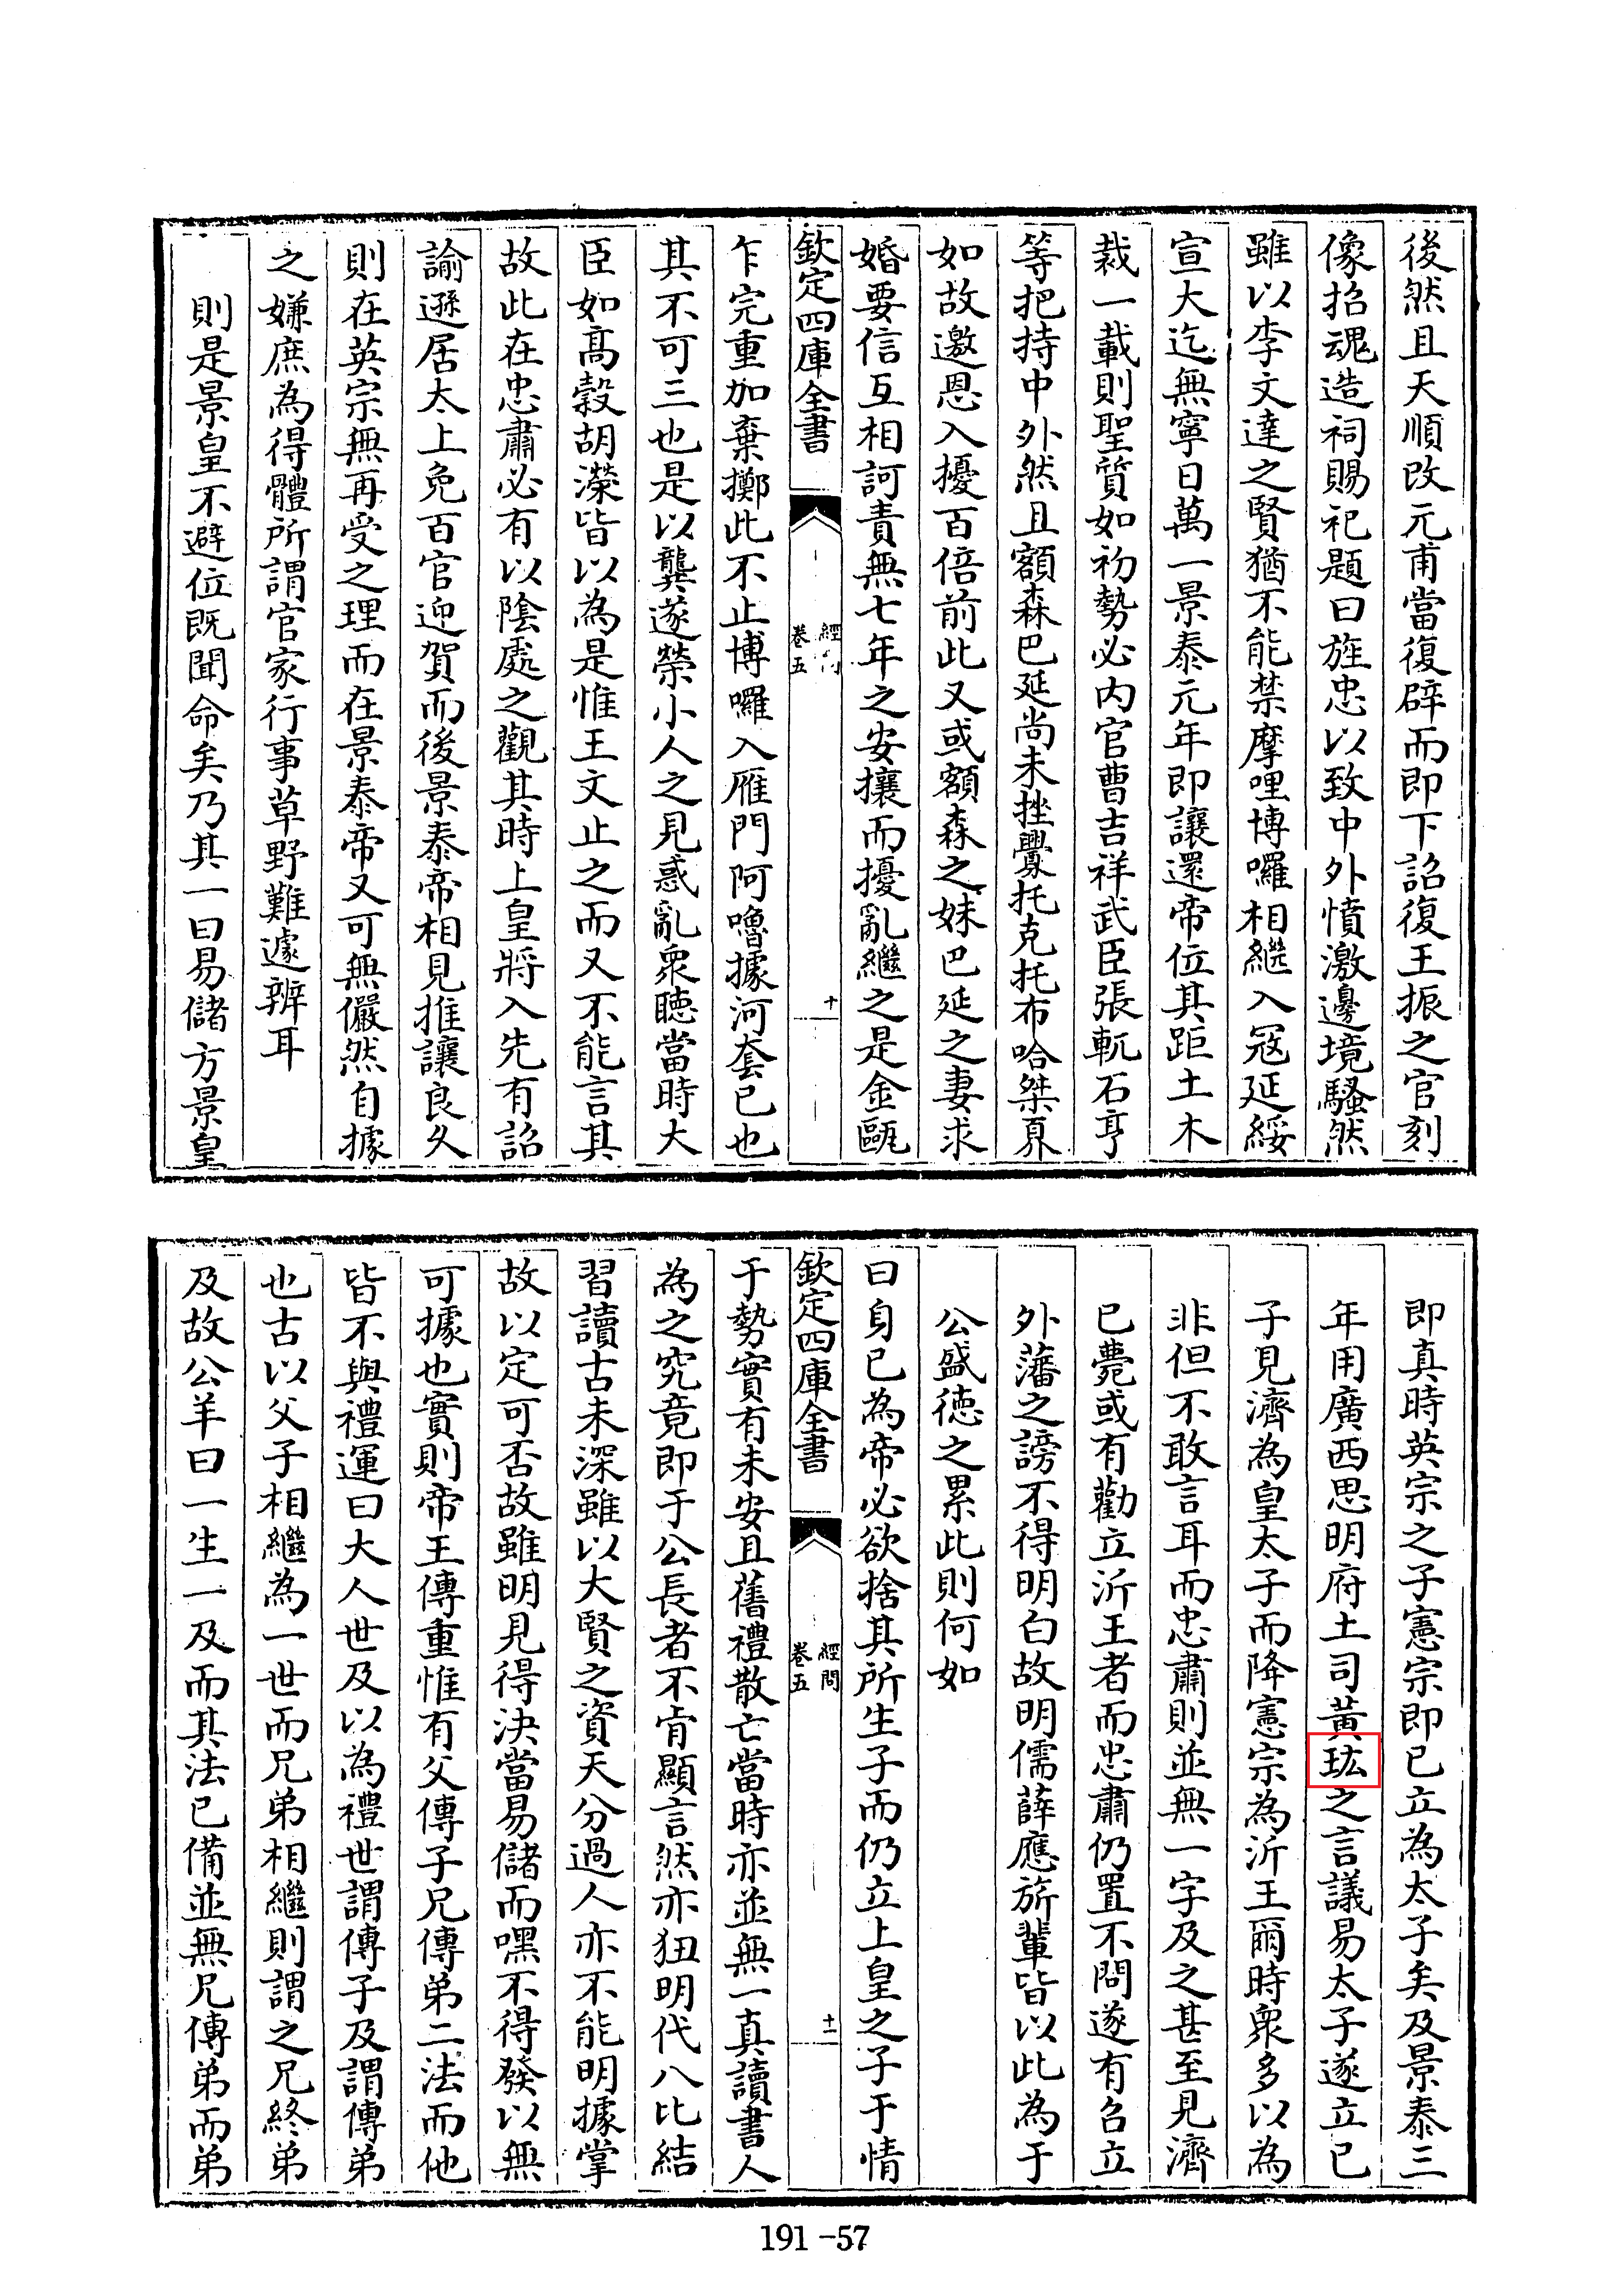 後然且天順改元甫當復辟而即下詔復王振之官刻
像招魂造祠賜祀題曰旌忠以致中外憤激邊境騷然
雖以李文達之賢猶不能禁摩哩博囉相繼入寇延綏
宣大迄無寧日萬一景泰元年即讓還帝位其距土木
裁一載則聖質如初勢必内官曹吉祥武臣張軏石亨
等把持中外然且額森巴延尚未挫釁托克托布哈桀㚖
如故邀恩入擾百倍前此又或額森之妹巴延之妻求
婚要信互相訶責無七年之安攘而擾亂繼之是金甌
欽定四庫全書
經問
卷五
十
乍完重加棄擲此不止博囉入雁門阿嚕據河套已也
其不可三也是以龔遂榮小人之見惑亂衆聽當時大
臣如髙穀胡濙皆以為是惟王文止之而又不能言其
故此在忠肅必有以陰處之觀其時上皇將入先有詔
諭遜居太上免百官迎賀而後景泰帝相見推讓良久
則在英宗無再受之理而在景泰帝又可無儼然自據
之嫌庶為得體所謂官家行事草野難遽辨耳
則是景皇不避位既聞命矣乃其一曰易儲方景皇
即真時英宗之子憲宗即已立為太子矣及景泰三
年用廣西思明府土司黄玹之言議易太子遂立已
子見濟為皇太子而降憲宗為沂王爾時衆多以為
非但不敢言耳而忠肅則並無一字及之甚至見濟
已薨或有勸立沂王者而忠肅仍置不問遂有召立
外藩之謗不得明白故明儒薛應旂輩皆以此為于
公盛徳之累此則何如
曰身已為帝必欲捨其所生子而仍立上皇之子于情
欽定四庫全書
經問
卷五
十一
于勢實有未安且舊禮散亡當時亦並無一真讀書人
為之究竟即于公長者不肯顯言然亦狃明代八比結
習讀古未深雖以大賢之資天分過人亦不能明據掌
故以定可否故雖明見得決當易儲而嘿不得發以無
可據也實則帝王傳重惟有父傳子兄傳弟二法而他
皆不與禮運曰大人世及以為禮世謂傳子及謂傳弟
也古以父子相繼為一世而兄弟相繼則謂之兄終弟
及故公羊曰一生一及而其法已備並無兄傳弟而弟
191-57